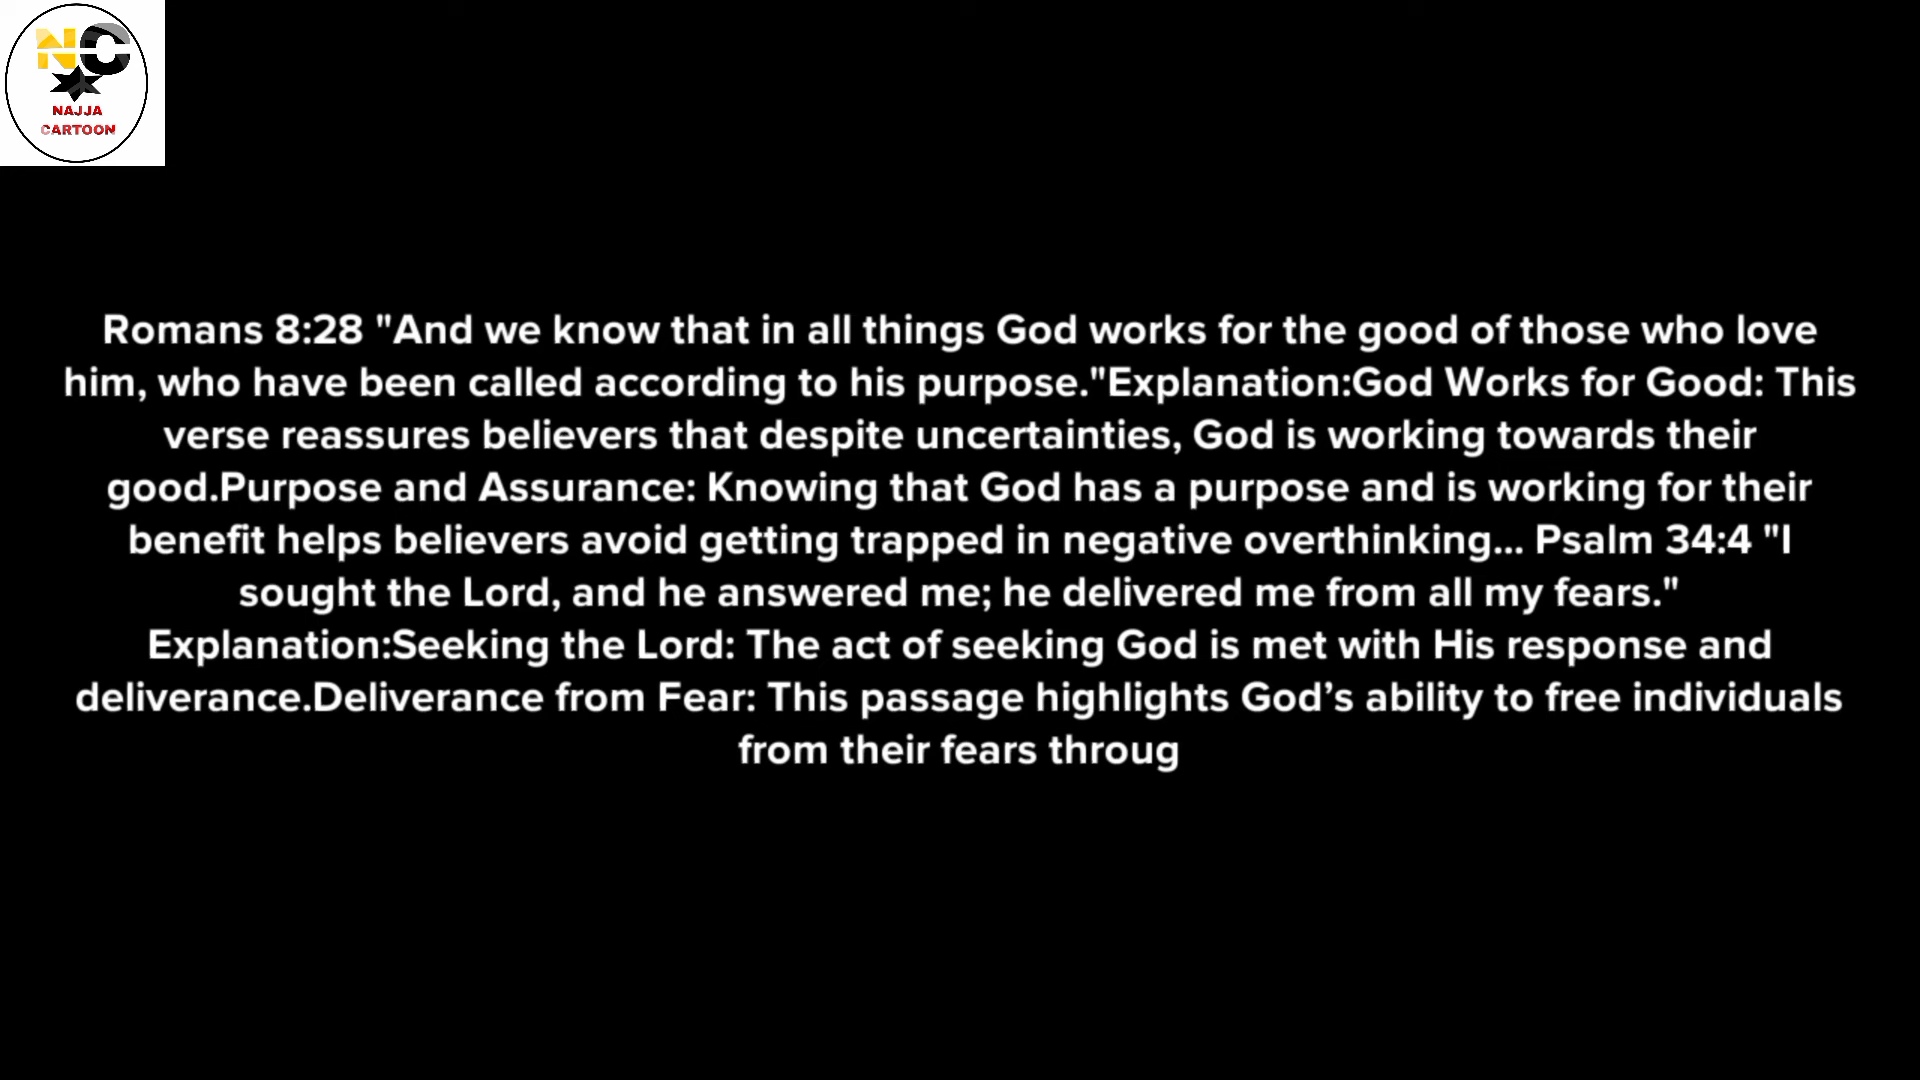 NC
NAJJA
CARTOON
Romans 8:28 "And we know that in all things God works for the good of those who love
him, who have been called according to his purpose."Explanation:God Works for Good: This
verse reassures believers that despite uncertainties, God is working towards their
good.Purpose and Assurance: Knowing that God has a purpose and is working for their
benefit helps believers avoid getting trapped in negative overthinking... Psalm 34:4 "I
sought the Lord, and he answered me; he delivered me from all my fears."
Explanation:Seeking the Lord: The act of seeking God is met with His response and
deliverance.Deliverance from Fear: This passage highlights God’s ability to free individuals
from their fears throug